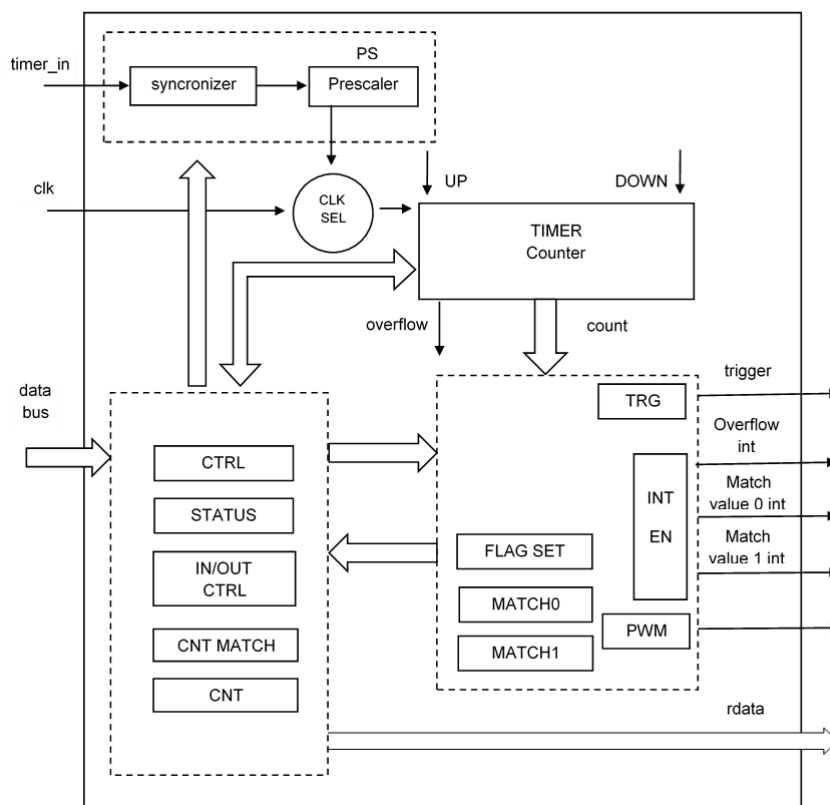 PS
timer_in
syncronizer
Prescaler
clk
CLK
SEL
UP
DOWN
TIMER
Counter
overflow
count
data
bus
CTRL
STATUS
IN/OUT
CTRL
CNT MATCH
CNT
TRG
INT
EN
FLAG SET
MATCH0
MATCH1
PWM
trigger
Overflow
int
Match
value 0 int
Match
value 1 int
rdata